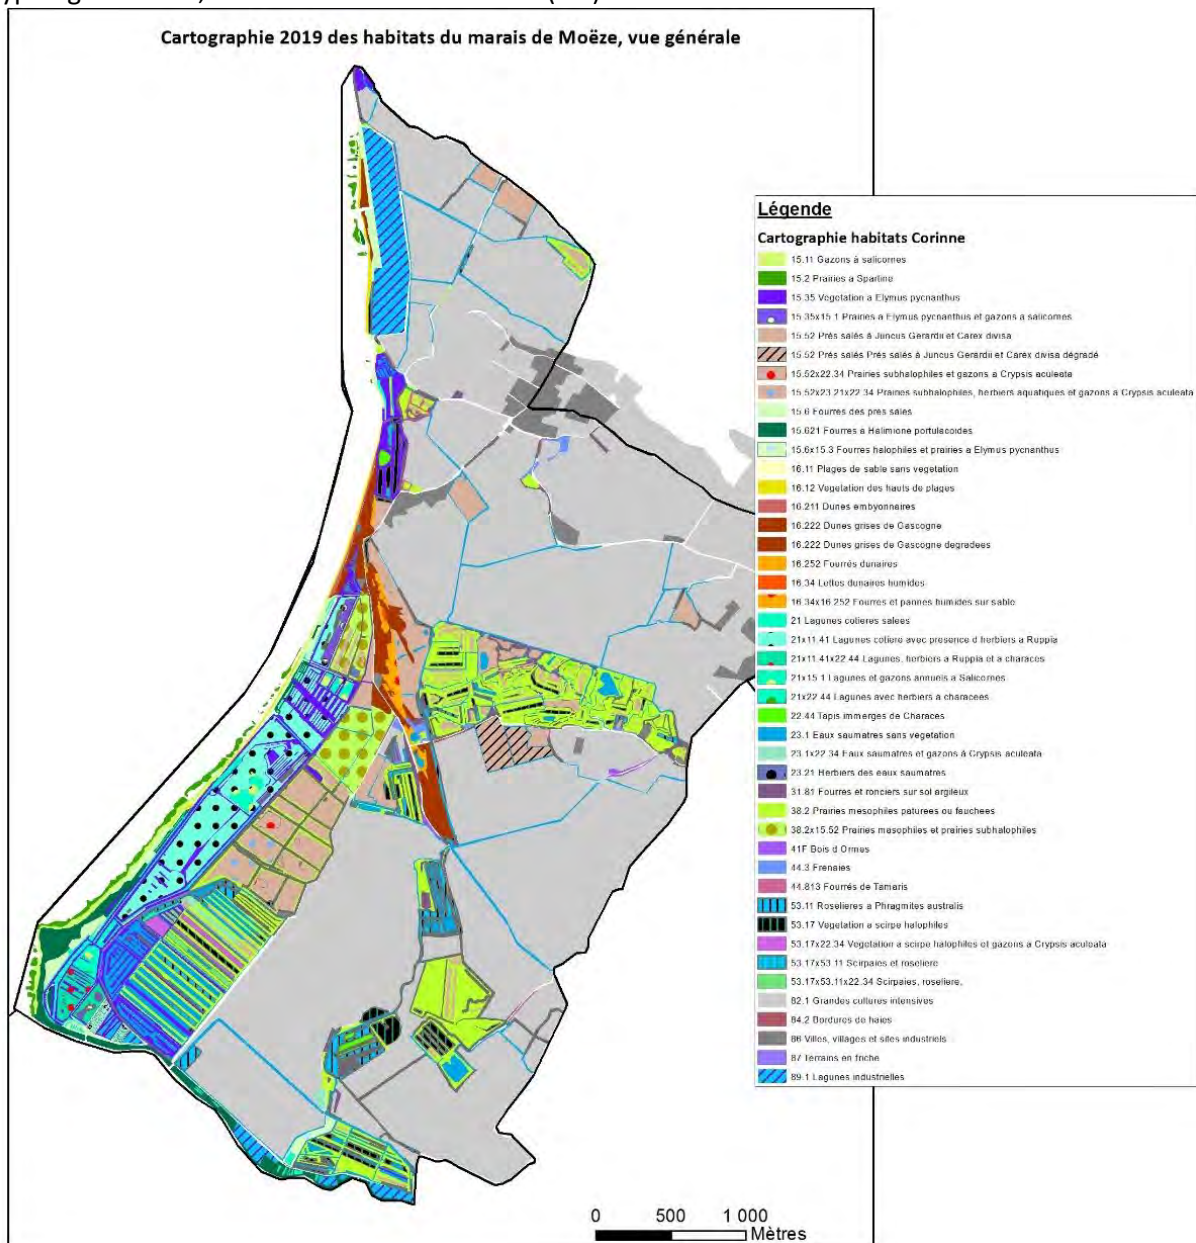 Cartographie 2019 des habitats du marais de Moëze, vue générale
Légende
Cartographie habitats Corinne
15.11 Gazons à salicornes
15.2 Prairies a Spartine
15.35 Vegetation a Elymus pycnanthus
15.35x15.1 Prairies a Elymus pycnanthus et gazons a salicornes
15.52 Prés salés à Juncus Gerardii et Carex divisa
15.52 Prés salés Prés salés à Juncus Gerardii et Carex divisa dégradé
15.52x22.34 Prairies subhalophiles et gazons a Crypsis aculeata
15.52x23.21x22.34 Prairies subhalophiles, herbiers aquatiques et gazons a Crypsis aculeata
15.6 Fourres des pres sales
15.621 Fourres a Halimione portulacoides
15.6x15.3 Fourres halophiles et prairies a Elymus pycnanthus
16.11 Plages de sable sans vegetation
16.12 Vegetation des hauts de plages
16.211 Dunes embyonnaires
16.222 Dunes grises de Gascogne
16.222 Dunes grises de Gascogne degradees
16.252 Fourrés dunaires
16.34 Lettes dunaires humides
16.34x16.252 Fourres et pannes humides sur sable
21 Lagunes cotieres salees
21x11.41 Lagunes cotiere avec presence d herbiers a Ruppia
21x11.41x22.44 Lagunes, herbiers a Ruppia et a characes
21x15.1 Lagunes et gazons annuels a Salicornes
21x22.44 Lagunes avec herbiers a characees
22.44 Tapis immerges de Characes
23.1 Eaux saumatres sans vegetation
23.1x22.34 Eaux saumatres et gazons à Crypsis aculeata
23.21 Herbiers des eaux saumatres
31.81 Fourres et ronciers sur sol argileux
38.2 Prairies mesophiles paturees ou fauchees
38.2x15.52 Prairies mesophiles et prairies subhalophiles
41F Bois d Ormes
44.3 Frenaies
44.813 Fourrés de Tamaris
53.11 Roselieres a Phragmites australis
53.17 Vegetation a scirpe halophiles
53.17x22.34 Vegetation a scirpe halophiles et gazons a Crypsis aculeata
53.17x53.11 Scirpaies et roseliere
53.17x53.11x22.34 Scirpaies, roseliere,
82.1 Grandes cultures intensives
84.2 Bordures de haies
86 Villes, villages et sites industriels
87 Terrains en friche
89.1 Lagunes industrielles
0 500 1 000
Mètres